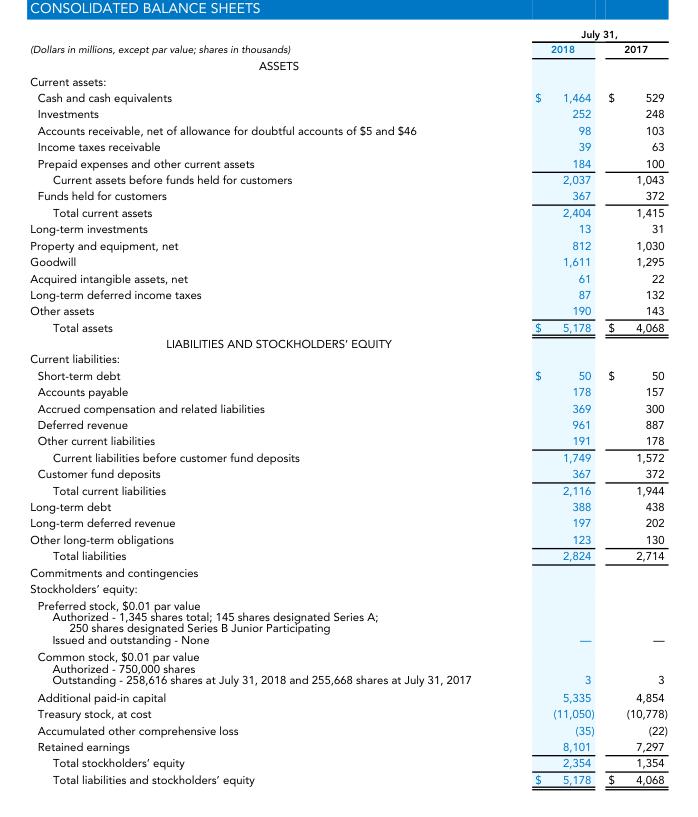 CONSOLIDATED BALANCE SHEETS
July 31,
(Dollars in millions, except par value; shares in thousands) 2018 2017
ASSETS
Current assets:
Cash and cash equivalents $ 1,464 $ 529
Investments 252 248
Accounts receivable, net of allowance for doubtful accounts of $5 and $46 98 103
Income taxes receivable 39 63
Prepaid expenses and other current assets 184 100
Current assets before funds held for customers 2,037 1,043
Funds held for customers 367 372
Total current assets 2,404 1,415
Long-term investments 13 31
Property and equipment, net 812 1,030
Goodwill 1,611 1,295
Acquired intangible assets, net 61 22
Long-term deferred income taxes 87 132
Other assets 190 143
Total assets $ 5,178 $ 4,068
LIABILITIES AND STOCKHOLDERS' EQUITY
Current liabilities:
Short-term debt $ 50 $ 50
Accounts payable 178 157
Accrued compensation and related liabilities 369 300
Deferred revenue 961 887
Other current liabilities 191 178
Current liabilities before customer fund deposits 1,749 1,572
Customer fund deposits 367 372
Total current liabilities 2,116 1,944
Long-term debt 388 438
Long-term deferred revenue 197 202
Other long-term obligations 123 130
Total liabilities 2,824 2,714
Commitments and contingencies
Stockholders' equity:
Preferred stock, $0.01 par value
Authorized - 1,345 shares total; 145 shares designated Series A;
250 shares designated Series B Junior Participating
Issued and outstanding - None — —
Common stock, $0.01 par value
Authorized - 750,000 shares
Outstanding - 258,616 shares at July 31, 2018 and 255,668 shares at July 31, 2017 3 3
Additional paid-in capital 5,335 4,854
Treasury stock, at cost (11,050) (10,778)
Accumulated other comprehensive loss (35) (22)
Retained earnings 8,101 7,297
Total stockholders' equity 2,354 1,354
Total liabilities and stockholders' equity $ 5,178 $ 4,068